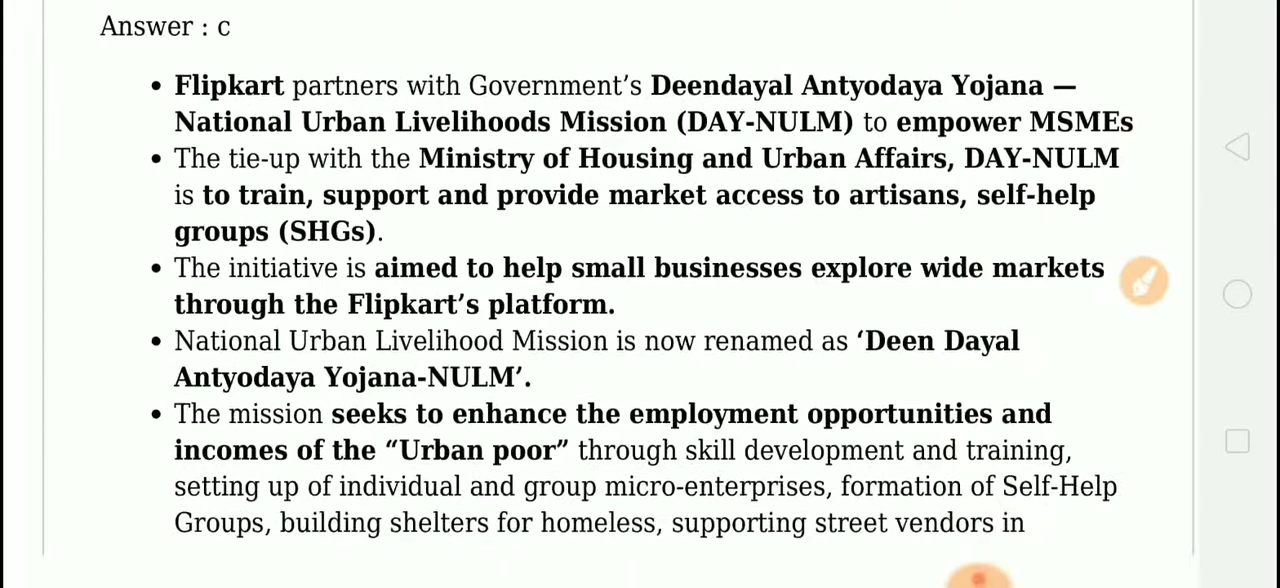 Answer : c
• Flipkart partners with Government’s Deendayal Antyodaya Yojana —
National Urban Livelihoods Mission (DAY-NULM) to empower MSMEs
• The tie-up with the Ministry of Housing and Urban Affairs, DAY-NULM
is to train, support and provide market access to artisans, self-help
groups (SHGs).
• The initiative is aimed to help small businesses explore wide markets
through the Flipkart’s platform.
• National Urban Livelihood Mission is now renamed as ‘Deen Dayal
Antyodaya Yojana-NULM’.
• The mission seeks to enhance the employment opportunities and
incomes of the “Urban poor” through skill development and training,
setting up of individual and group micro-enterprises, formation of Self-Help
Groups, building shelters for homeless, supporting street vendors in